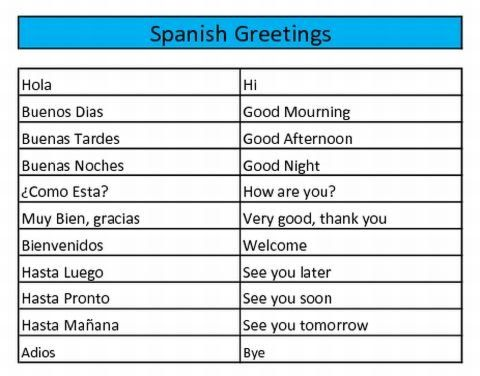 Spanish Greetings
Hola Hi
Buenos Dias Good Mourning
Buenas Tardes Good Afternoon
Buenas Noches Good Night
¿Como Esta? How are you?
Muy Bien, gracias Very good, thank you
Bienvenidos Welcome
Hasta Luego See you later
Hasta Pronto See you soon
Hasta Mañana See you tomorrow
Adios Bye